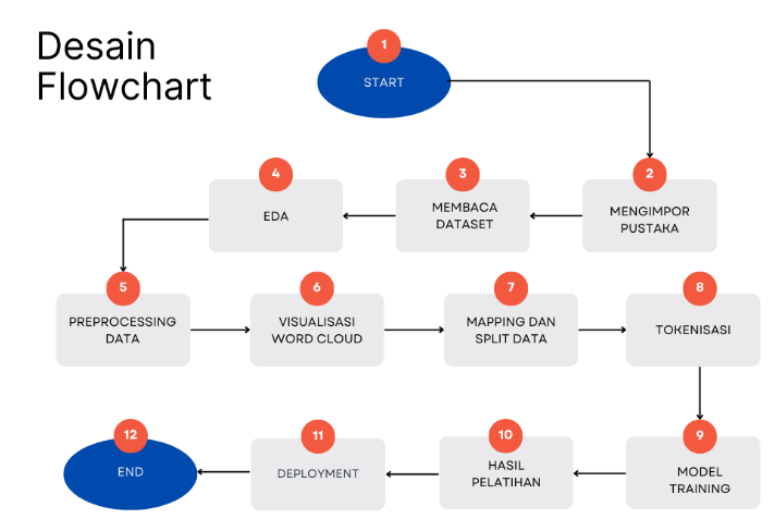 Desain
Flowchart
1
START
2
MENGIMPOR
PUSTAKA
3
MEMBACA
DATASET
4
EDA
5
PREPROCESSING
DATA
6
VISUALISASI
WORD CLOUD
7
MAPPING DAN
SPLIT DATA
8
TOKENISASI
9
MODEL
TRAINING
10
HASIL
PELATIHAN
11
DEPLOYMENT
12
END